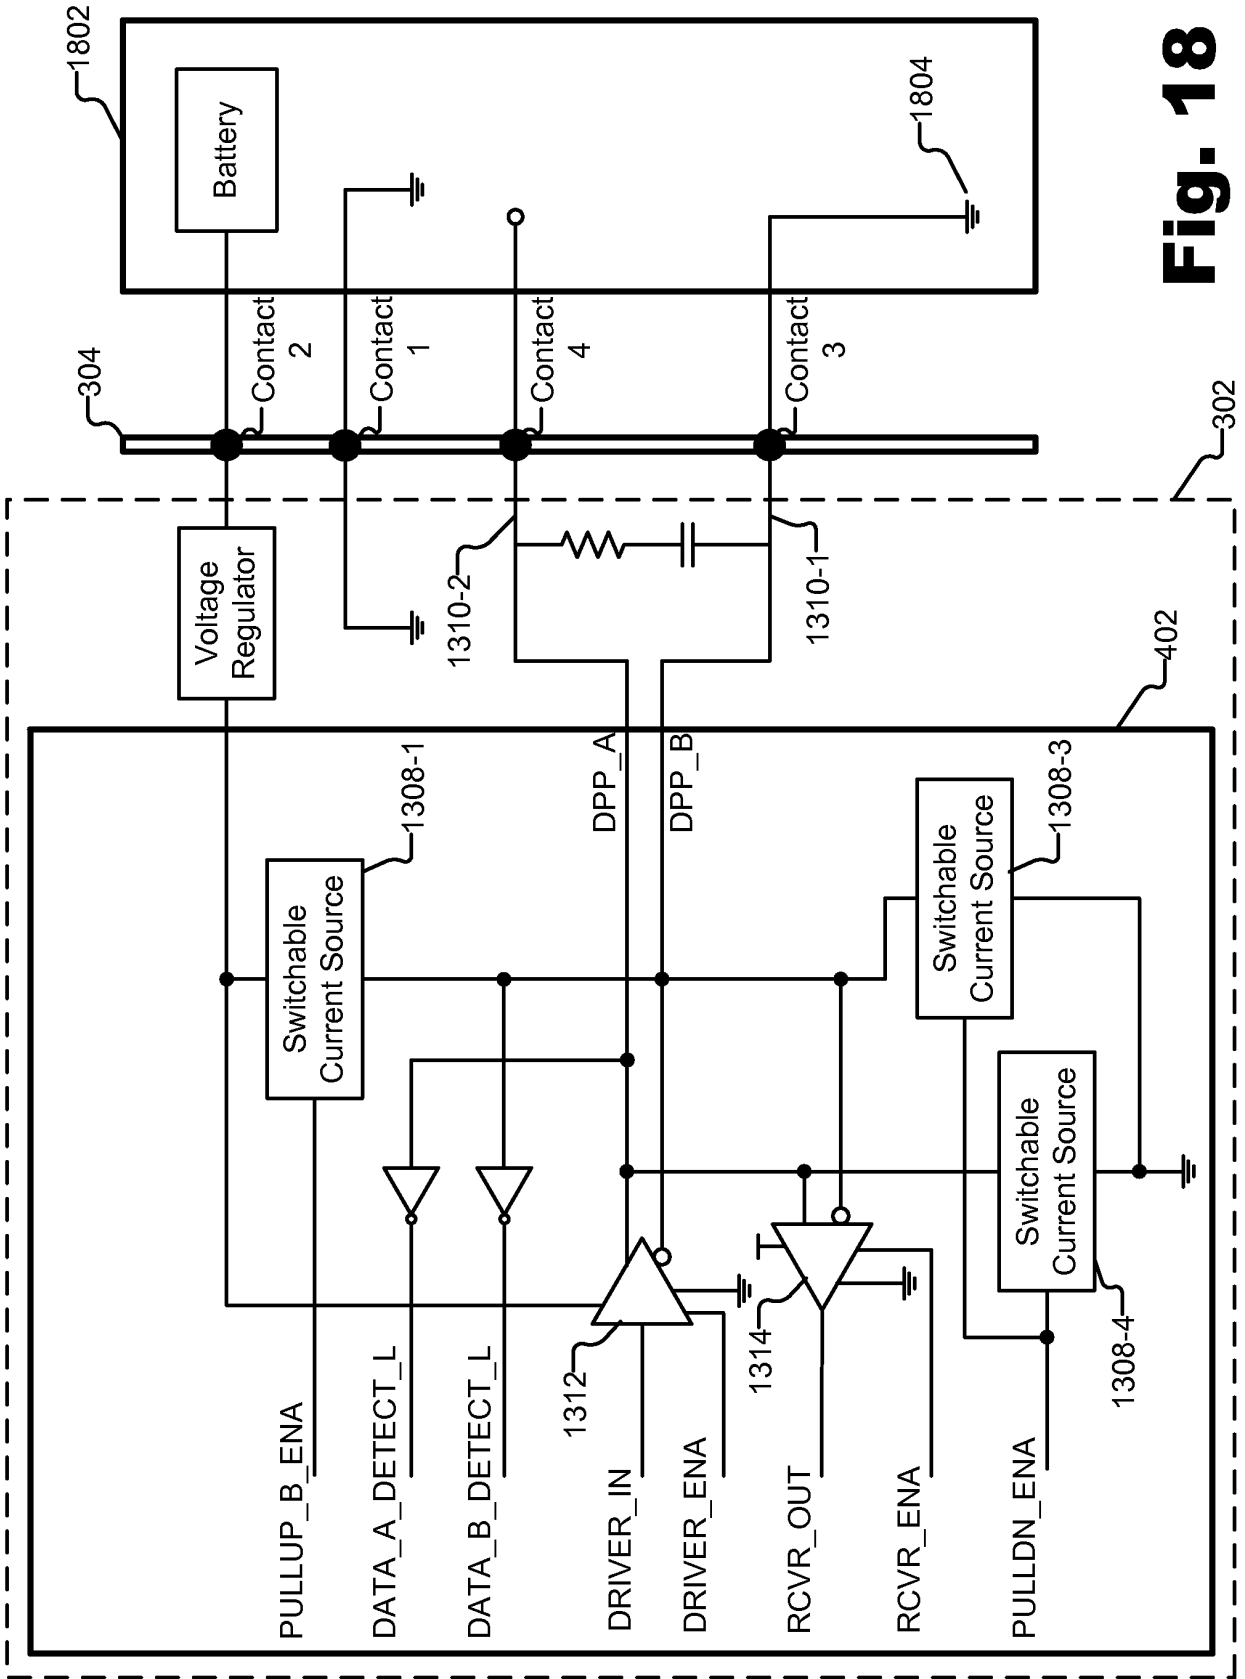 1802
Battery
1804
304
Contact
2
Contact
1
Contact
4
Contact
3
302
Voltage
Regulator
1310-2
1310-1
402
DPP_A
DPP_B
Switchable
Current Source
1308-1
Switchable
Current Source
1308-3
Switchable
Current Source
1308-4
1312
1314
PULLUP_B_ENA
DATA_A_DETECT_L
DATA_B_DETECT_L
DRIVER_IN
DRIVER_ENA
RCVR_OUT
RCVR_ENA
PULLDN_ENA
Fig. 18